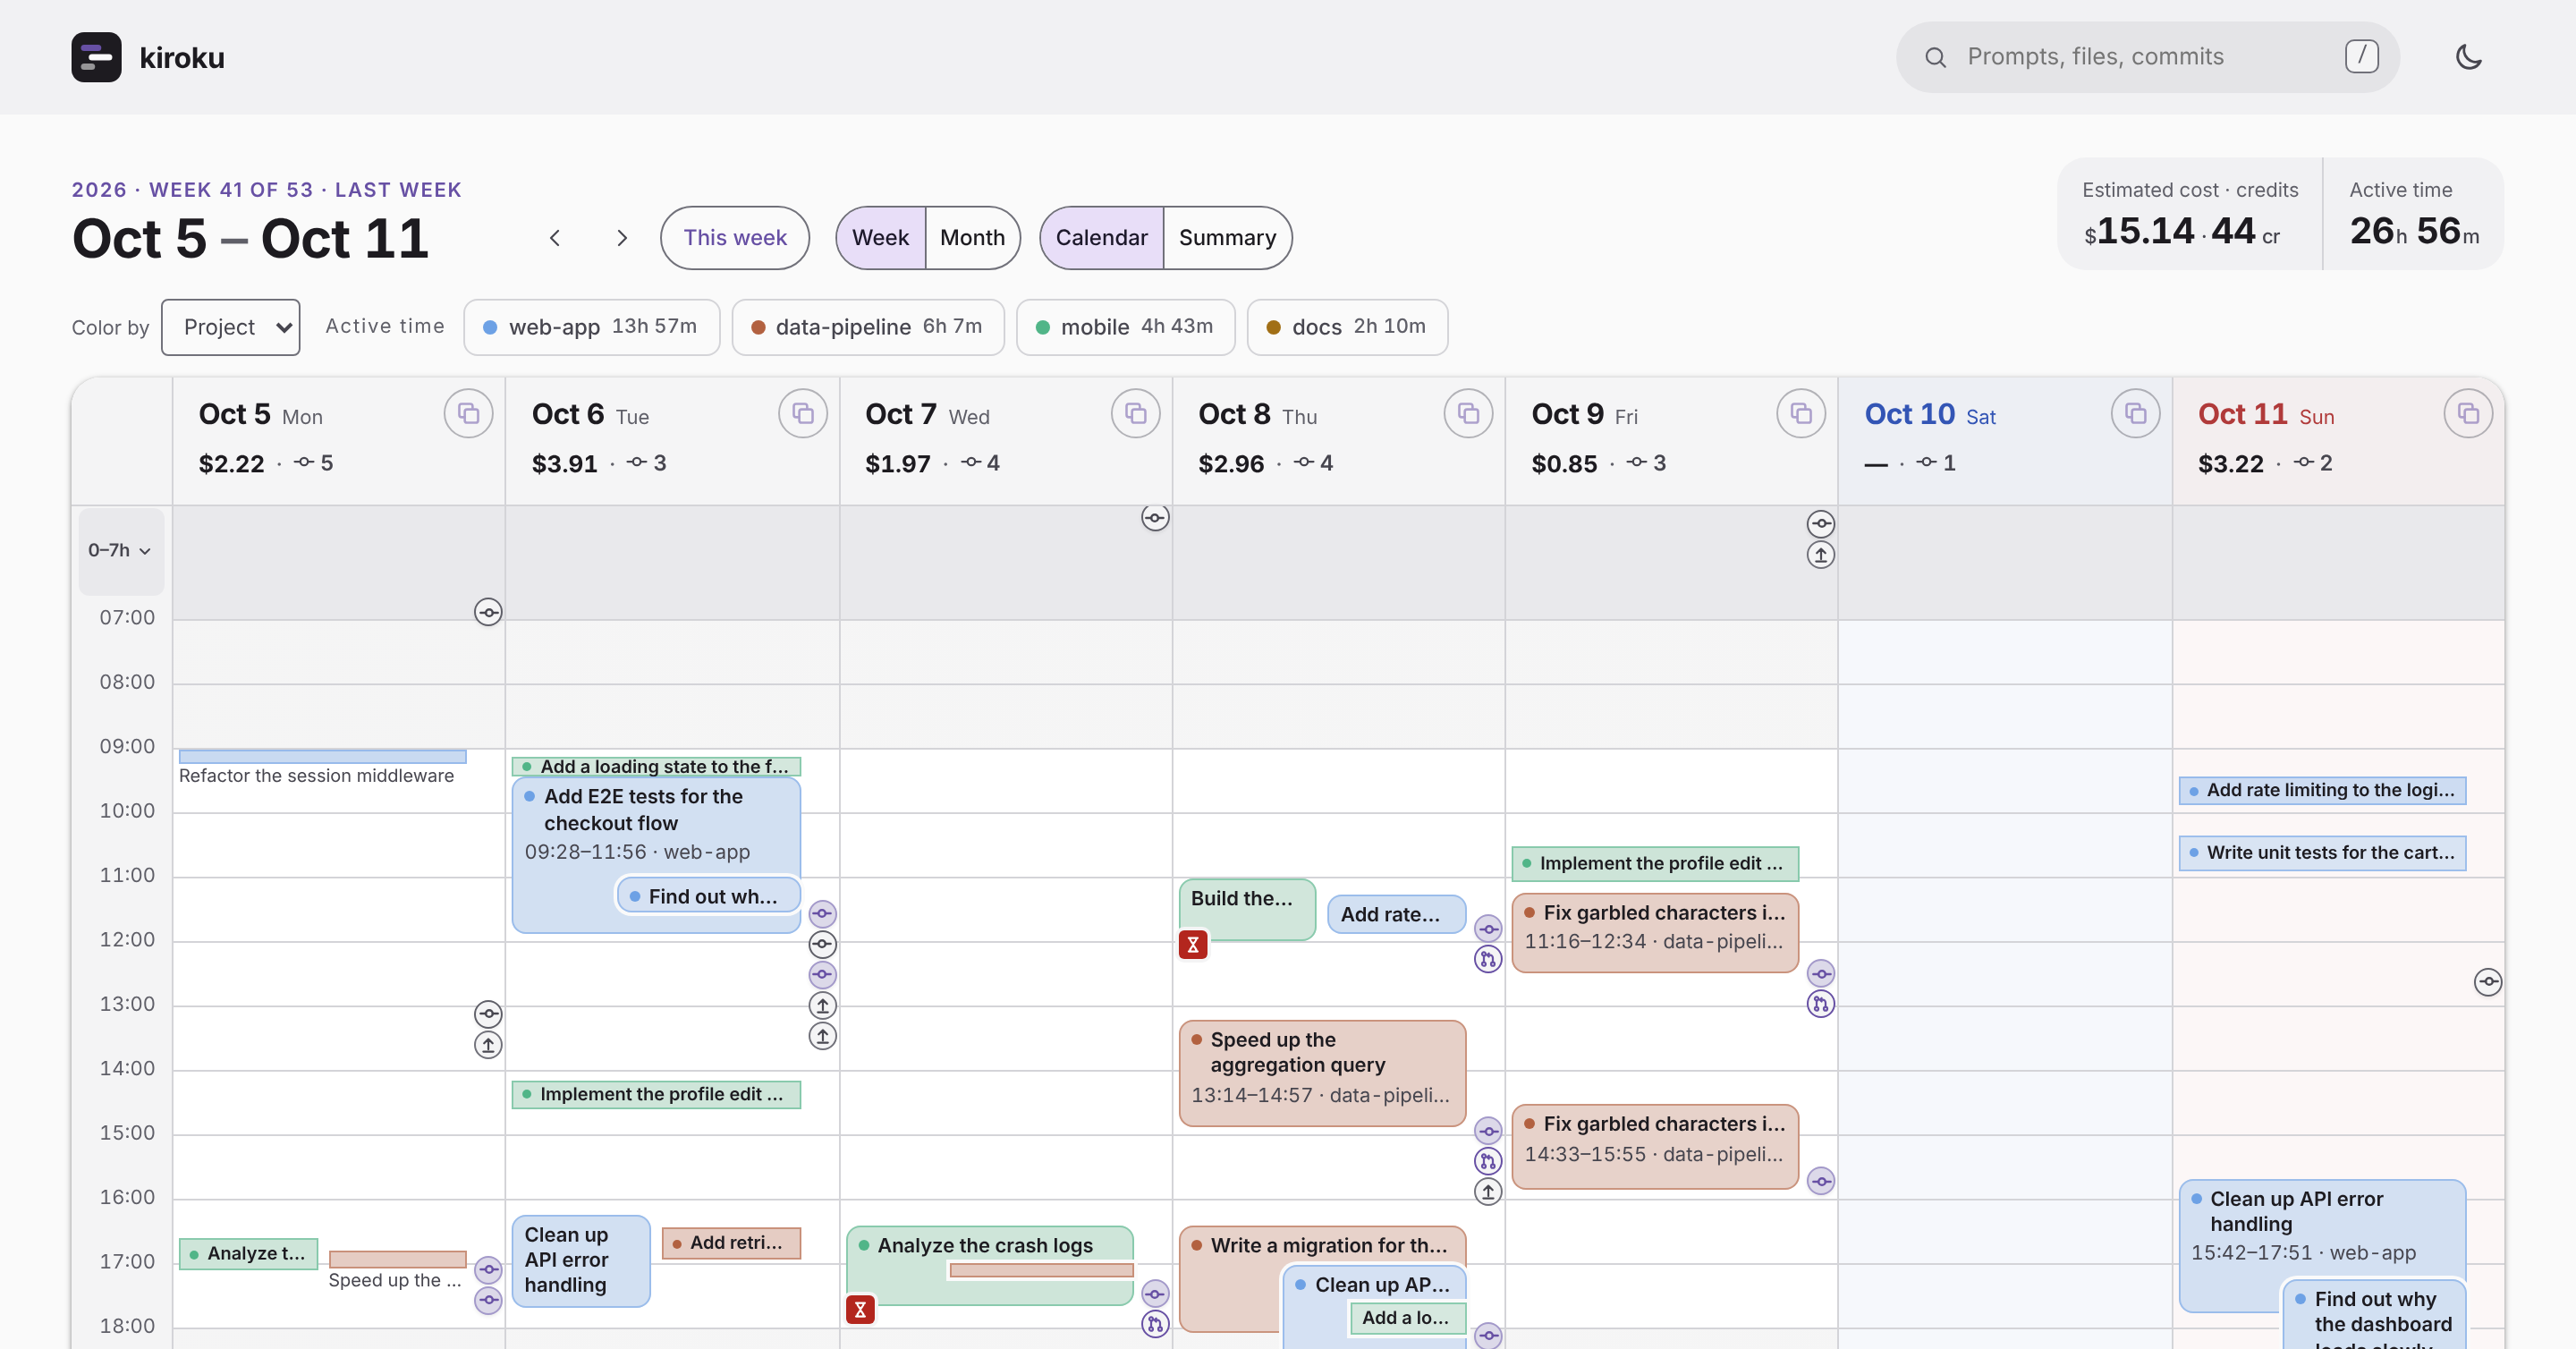 kiroku
Prompts, files, commits
/
2026 · WEEK 41 OF 53 · LAST WEEK
Oct 5 – Oct 11
This week
Week
Month
Calendar
Summary
Estimated cost · credits
$15.14 · 44 cr
Active time
26h 56m
Color by
Project
Active time
web-app 13h 57m
data-pipeline 6h 7m
mobile 4h 43m
docs 2h 10m
Oct 5 Mon
$2.22 · 5
Oct 6 Tue
$3.91 · 3
Oct 7 Wed
$1.97 · 4
Oct 8 Thu
$2.96 · 4
Oct 9 Fri
$0.85 · 3
Oct 10 Sat
— · 1
Oct 11 Sun
$3.22 · 2
0–7h
07:00
08:00
09:00
10:00
11:00
12:00
13:00
14:00
15:00
16:00
17:00
18:00
Refactor the session middleware
Analyze t...
Speed up the ...
Add a loading state to the f...
Add E2E tests for the
checkout flow
09:28–11:56 · web-app
Find out wh...
Implement the profile edit ...
Clean up
API error
handling
Add retri...
Analyze the crash logs
Build the...
Add rate...
Speed up the
aggregation query
13:14–14:57 · data-pipeli...
Write a migration for th...
Clean up AP...
Add a lo...
Implement the profile edit ...
Fix garbled characters i...
11:16–12:34 · data-pipeli...
Fix garbled characters i...
14:33–15:55 · data-pipeli...
Add rate limiting to the logi...
Write unit tests for the cart...
Clean up API error
handling
15:42–17:51 · web-app
Find out why
the dashboard